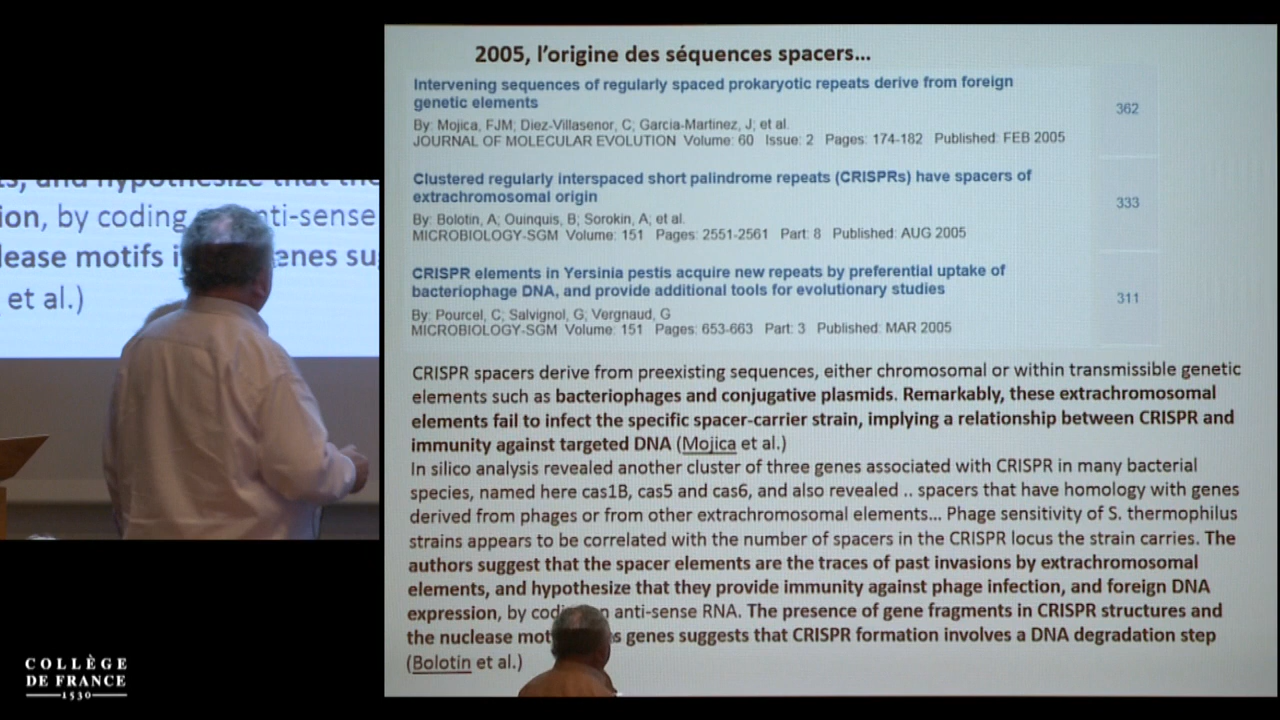 2005, l’origine des séquences spacers…
Intervening sequences of regularly spaced prokaryotic repeats derive from foreign
genetic elements
362
By: Mojica, FJM; Diez-Villasenor, C; Garcia-Martinez, J; et al.
JOURNAL OF MOLECULAR EVOLUTION Volume: 60 Issue: 2 Pages: 174-182 Published: FEB 2005
Clustered regularly interspaced short palindrome repeats (CRISPRs) have spacers of
extrachromosomal origin
333
By: Bolotin, A; Ouinquis, B; Sorokin, A; et al.
MICROBIOLOGY-SGM Volume: 151 Pages: 2551-2561 Part: 8 Published: AUG 2005
CRISPR elements in Yersinia pestis acquire new repeats by preferential uptake of
bacteriophage DNA, and provide additional tools for evolutionary studies
311
By: Pourcel, C; Salvignol, G; Vergnaud, G
MICROBIOLOGY-SGM Volume: 151 Pages: 653-663 Part: 3 Published: MAR 2005
CRISPR spacers derive from preexisting sequences, either chromosomal or within transmissible genetic
elements such as bacteriophages and conjugative plasmids. Remarkably, these extrachromosomal
elements fail to infect the specific spacer-carrier strain, implying a relationship between CRISPR and
immunity against targeted DNA (Mojica et al.)
In silico analysis revealed another cluster of three genes associated with CRISPR in many bacterial
species, named here cas1B, cas5 and cas6, and also revealed .. spacers that have homology with genes
derived from phages or from other extrachromosomal elements… Phage sensitivity of S. thermophilus
strains appears to be correlated with the number of spacers in the CRISPR locus the strain carries. The
authors suggest that the spacer elements are the traces of past invasions by extrachromosomal
elements, and hypothesize that they provide immunity against phage infection, and foreign DNA
expression, by anti-sense RNA. The presence of gene fragments in CRISPR structures and
the nuclease genes suggests that CRISPR formation involves a DNA degradation step
(Bolotin et al.)
and hypothesize that
by coding
motifs
et al.)
COLLÈGE
DE FRANCE
1530